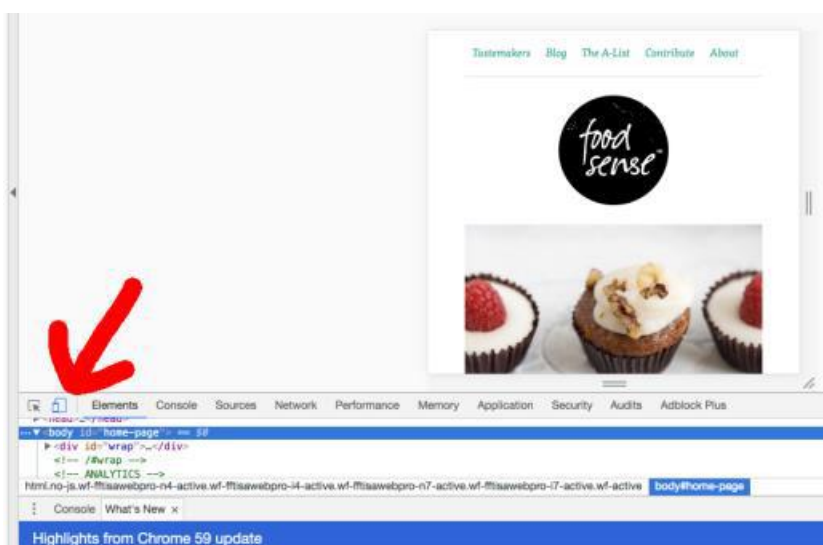 Tastemakers Blog The A-List Contribute About
food
sense™
Elements Console Sources Network Performance Memory Application Security Audits Adblock Plus
<head>…</head>
<body id="home-page"> == $0
<div id="wrap">…</div>
<!-- /#wrap -->
<!-- ANALYTICS -->
html.no-js.wf-fftisawebpro-n4-active.wf-fftisawebpro-i4-active.wf-fftisawebpro-n7-active.wf-fftisawebpro-i7-active.wf-active body#home-page
Console What's New ×
Highlights from Chrome 59 update